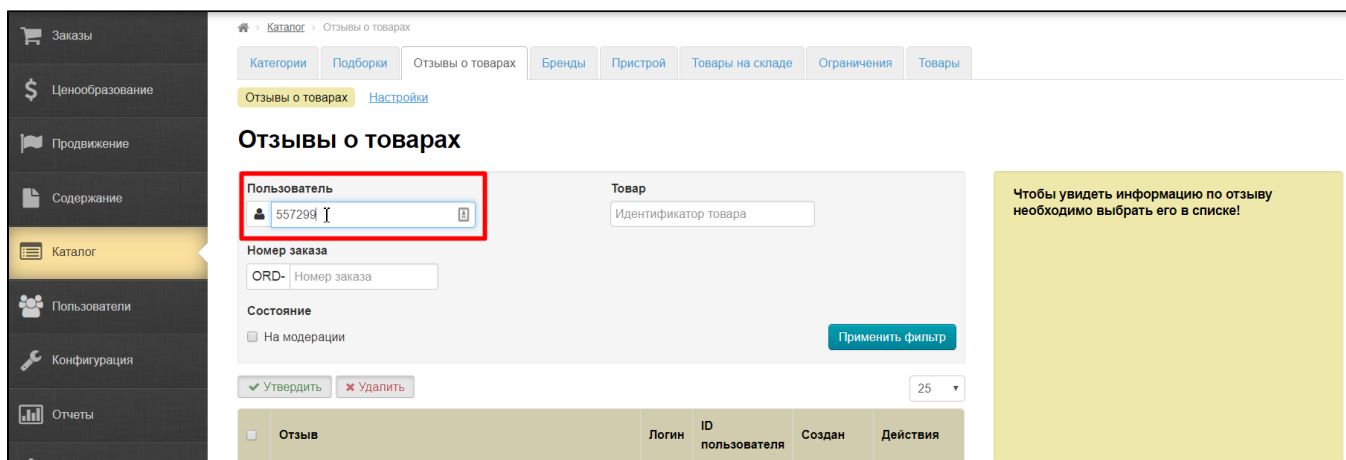 Заказы
Ценообразование
Продвижение
Содержание
Каталог
Пользователи
Конфигурация
Отчеты
Каталог › Отзывы о товарах
Категории Подборки Отзывы о товарах Бренды Пристрой Товары на складе Ограничения Товары
Отзывы о товарах Настройки
Отзывы о товарах
Пользователь Товар
557299 Идентификатор товара
Номер заказа
ORD- Номер заказа
Состояние
На модерации Применить фильтр
Чтобы увидеть информацию по отзыву
необходимо выбрать его в списке!
Утвердить Удалить 25
Отзыв Логин ID пользователя Создан Действия